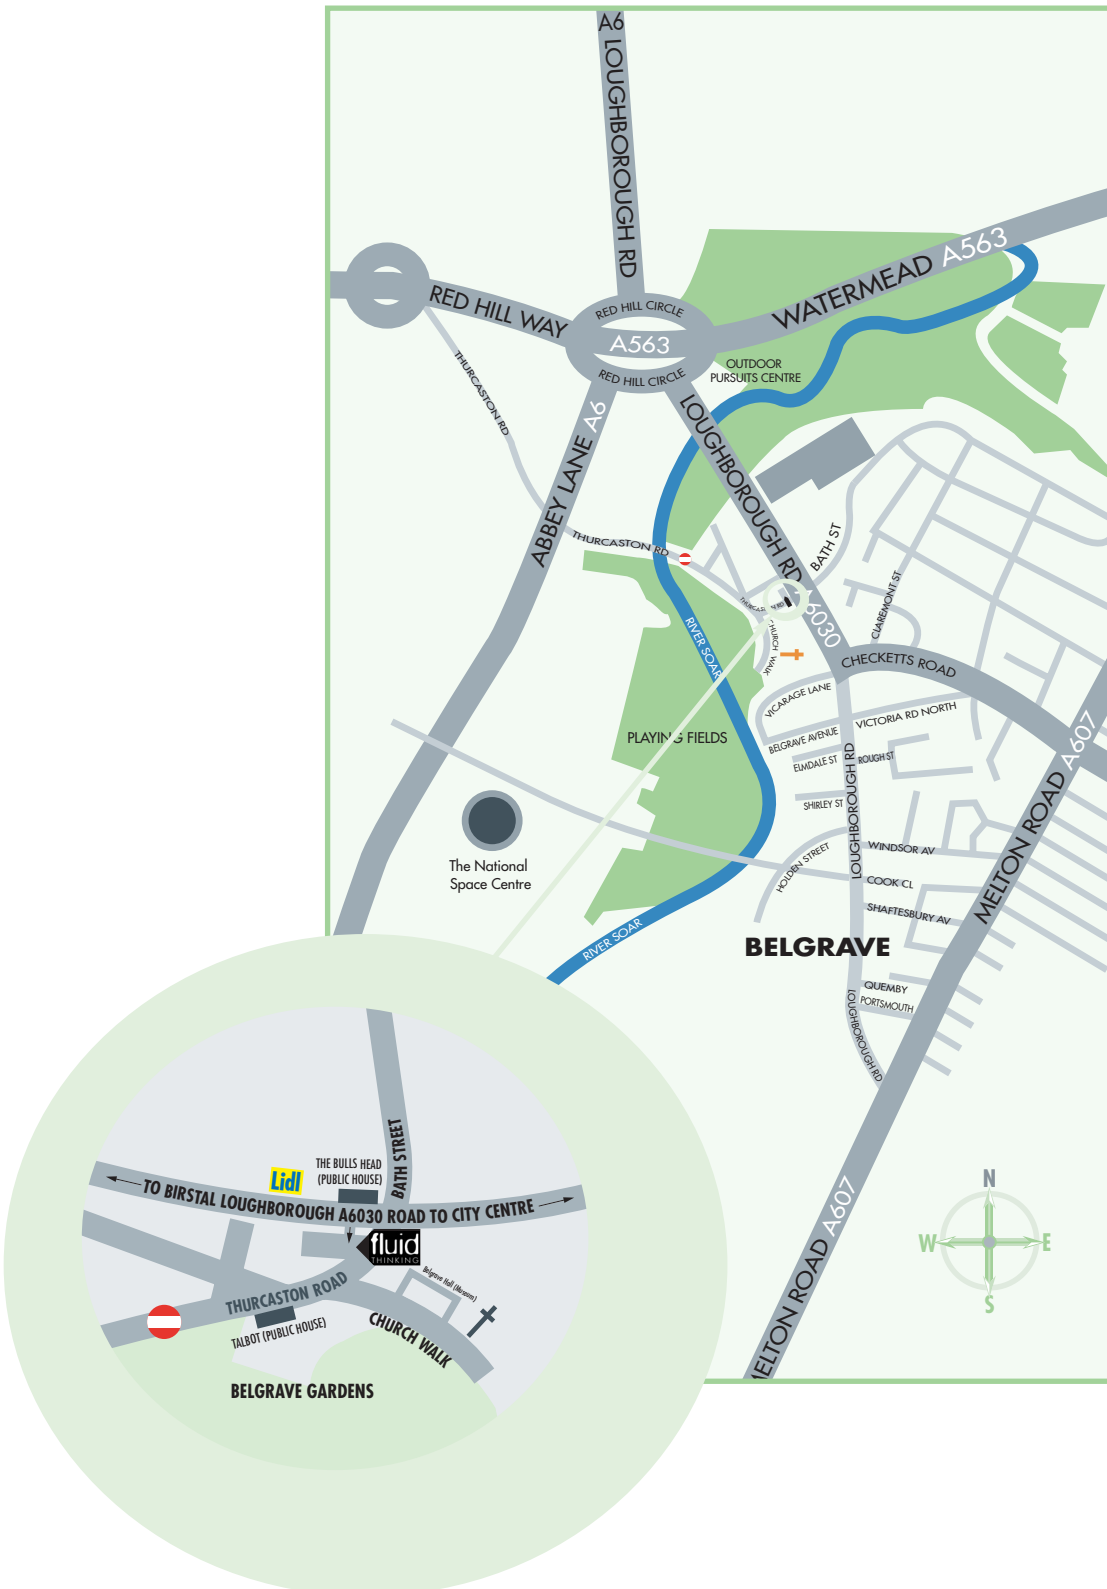 A6
LOUGHBOROUGH RD
WATERMEAD A563
RED HILL WAY
RED HILL CIRCLE
A563
RED HILL CIRCLE
THURCASTON RD
OUTDOOR
PURSUITS CENTRE
ABBEY LANE A6
LOUGHBOROUGH RD A6030
THURCASTON RD
BATH ST
CLAREMONT ST
THURCASTON RD
CHURCH WALK
RIVER SOAR
CHECKETTS ROAD
VICARAGE LANE
VICTORIA RD NORTH
BELGRAVE AVENUE
PLAYING FIELDS
ELMDALE ST
ROUGH ST
LOUGHBOROUGH RD
SHIRLEY ST
MELTON ROAD A607
The National
Space Centre
HOLDEN STREET
WINDSOR AV
COOK CL
SHAFTESBURY AV
RIVER SOAR
BELGRAVE
QUEMBY
PORTSMOUTH
LOUGHBOROUGH RD
MELTON ROAD A607
N
W
E
S
BATH STREET
Lidl
THE BULLS HEAD
(PUBLIC HOUSE)
TO BIRSTAL LOUGHBOROUGH A6030 ROAD TO CITY CENTRE
fluid
THINKING
Belgrave Hall (Museum)
THURCASTON ROAD
TALBOT (PUBLIC HOUSE)
CHURCH WALK
BELGRAVE GARDENS